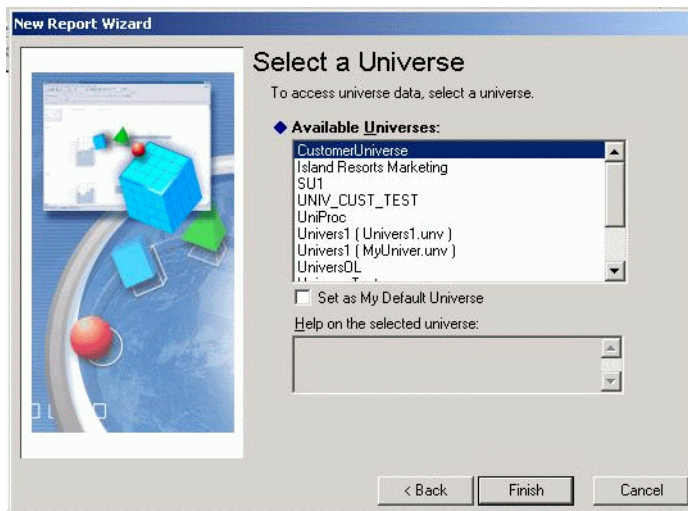 New Report Wizard
Select a Universe
To access universe data, select a universe.
Available Universes:
CustomerUniverse
Island Resorts Marketing
SU1
UNIV_CUST_TEST
UniProc
Univers1 ( Univers1.unv )
Univers1 ( MyUniver.unv )
UniversOL
Set as My Default Universe
Help on the selected universe:
< Back
Finish
Cancel